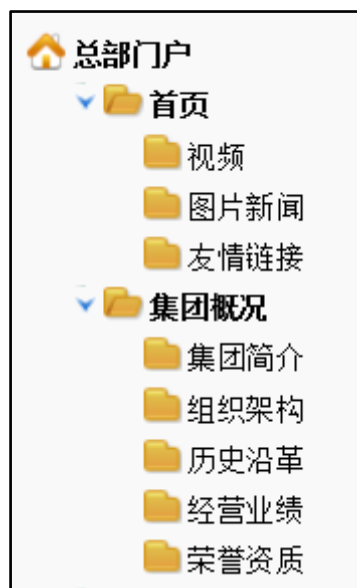 总部门户
首页
视频
图片新闻
友情链接
集团概况
集团简介
组织架构
历史沿革
经营业绩
荣誉资质